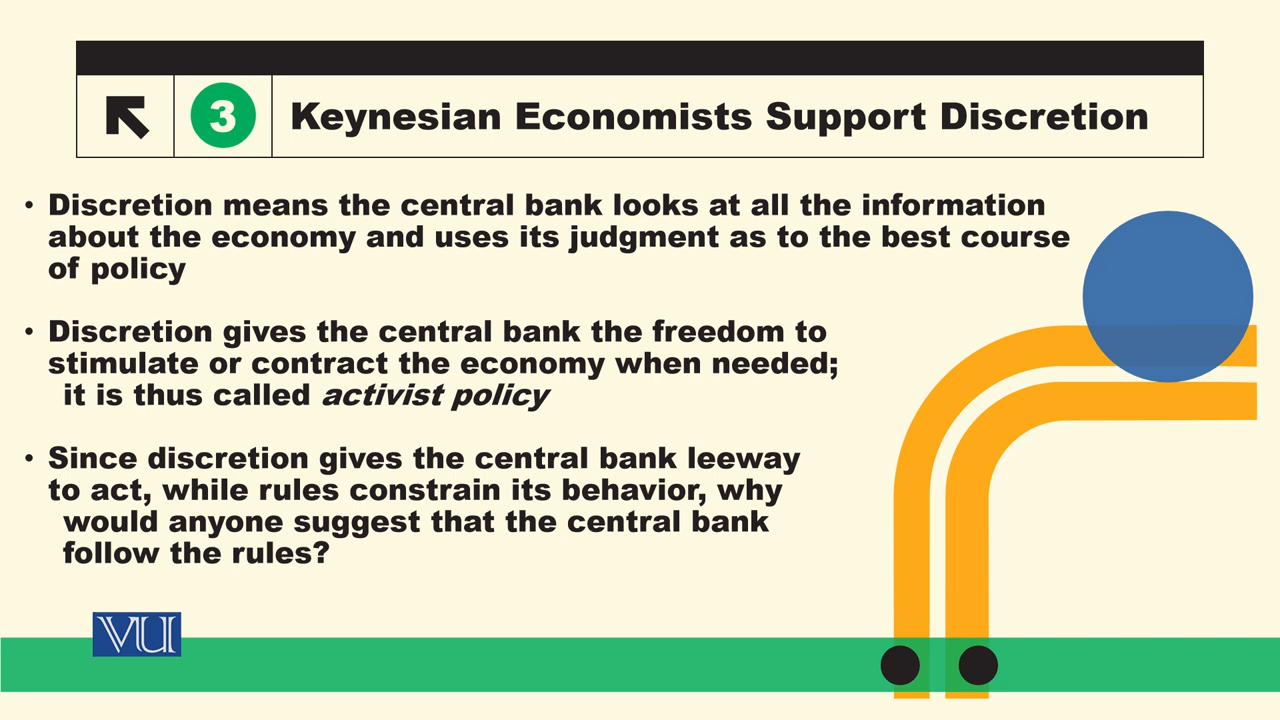 3 Keynesian Economists Support Discretion
• Discretion means the central bank looks at all the information
about the economy and uses its judgment as to the best course
of policy
• Discretion gives the central bank the freedom to
stimulate or contract the economy when needed;
it is thus called activist policy
• Since discretion gives the central bank leeway
to act, while rules constrain its behavior, why
would anyone suggest that the central bank
follow the rules?
VU